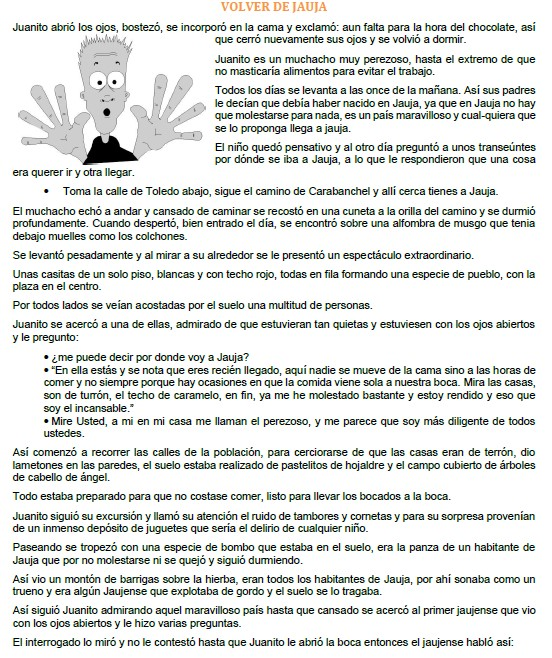 VOLVER DE JAUJA
Juanito abrió los ojos, bostezó, se incorporó en la cama y exclamó: aun falta para la hora del chocolate, así
que cerró nuevamente sus ojos y se volvió a dormir.
Juanito es un muchacho muy perezoso, hasta el extremo de que
no masticaría alimentos para evitar el trabajo.
Todos los días se levanta a las once de la mañana. Así sus padres
le decían que debía haber nacido en Jauja, ya que en Jauja no hay
que molestarse para nada, es un país maravilloso y cual-quiera que
se lo proponga llega a jauja.
El niño quedó pensativo y al otro día preguntó a unos transeúntes
por dónde se iba a Jauja, a lo que le respondieron que una cosa
era querer ir y otra llegar.
• Toma la calle de Toledo abajo, sigue el camino de Carabanchel y allí cerca tienes a Jauja.
El muchacho echó a andar y cansado de caminar se recostó en una cuneta a la orilla del camino y se durmió
profundamente. Cuando despertó, bien entrado el día, se encontró sobre una alfombra de musgo que tenia
debajo muelles como los colchones.
Se levantó pesadamente y al mirar a su alrededor se le presentó un espectáculo extraordinario.
Unas casitas de un solo piso, blancas y con techo rojo, todas en fila formando una especie de pueblo, con la
plaza en el centro.
Por todos lados se veían acostadas por el suelo una multitud de personas.
Juanito se acercó a una de ellas, admirado de que estuvieran tan quietas y estuviesen con los ojos abiertos
y le pregunto:
• ¿me puede decir por donde voy a Jauja?
• “En ella estás y se nota que eres recién llegado, aquí nadie se mueve de la cama sino a las horas de
comer y no siempre porque hay ocasiones en que la comida viene sola a nuestra boca. Mira las casas,
son de turrón, el techo de caramelo, en fin, ya me he molestado bastante y estoy rendido y eso que
soy el incansable.”
• Mire Usted, a mi en mi casa me llaman el perezoso, y me parece que soy más diligente de todos
ustedes.
Así comenzó a recorrer las calles de la población, para cerciorarse de que las casas eran de terrón, dio
lametones en las paredes, el suelo estaba realizado de pastelitos de hojaldre y el campo cubierto de árboles
de cabello de ángel.
Todo estaba preparado para que no costase comer, listo para llevar los bocados a la boca.
Juanito siguió su excursión y llamó su atención el ruido de tambores y cornetas y para su sorpresa provenían
de un inmenso depósito de juguetes que sería el delirio de cualquier niño.
Paseando se tropezó con una especie de bombo que estaba en el suelo, era la panza de un habitante de
Jauja que por no molestarse ni se quejó y siguió durmiendo.
Así vio un montón de barrigas sobre la hierba, eran todos los habitantes de Jauja, por ahí sonaba como un
trueno y era algún Jaujense que explotaba de gordo y el suelo se lo tragaba.
Así siguió Juanito admirando aquel maravilloso país hasta que cansado se acercó al primer jaujense que vio
con los ojos abiertos y le hizo varias preguntas.
El interrogado lo miró y no le contestó hasta que Juanito le abrió la boca entonces el jaujense habló así: